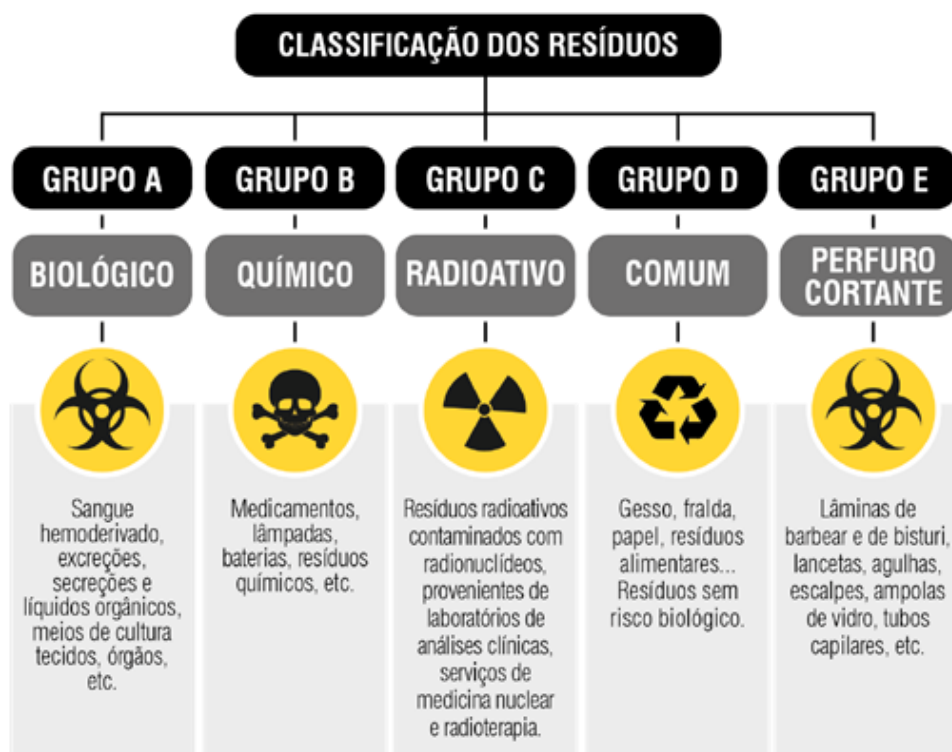 CLASSIFICAÇÃO DOS RESÍDUOS
GRUPO A
BIOLÓGICO
Sangue
hemoderivado,
excreções,
secreções e
líquidos orgânicos,
meios de cultura
tecidos, órgãos,
etc.
GRUPO B
QUÍMICO
Medicamentos,
lâmpadas,
baterias, resíduos
químicos, etc.
GRUPO C
RADIOATIVO
Resíduos radioativos
contaminados com
radionuclídeos,
provenientes de
laboratórios de
análises clínicas,
serviços de
medicina nuclear
e radioterapia.
GRUPO D
COMUM
Gesso, fralda,
papel, resíduos
alimentares...
Resíduos sem
risco biológico.
GRUPO E
PERFURO
CORTANTE
Lâminas de
barbear e de bisturi,
lancetas, agulhas,
escalpes, ampolas
de vidro, tubos
capilares, etc.